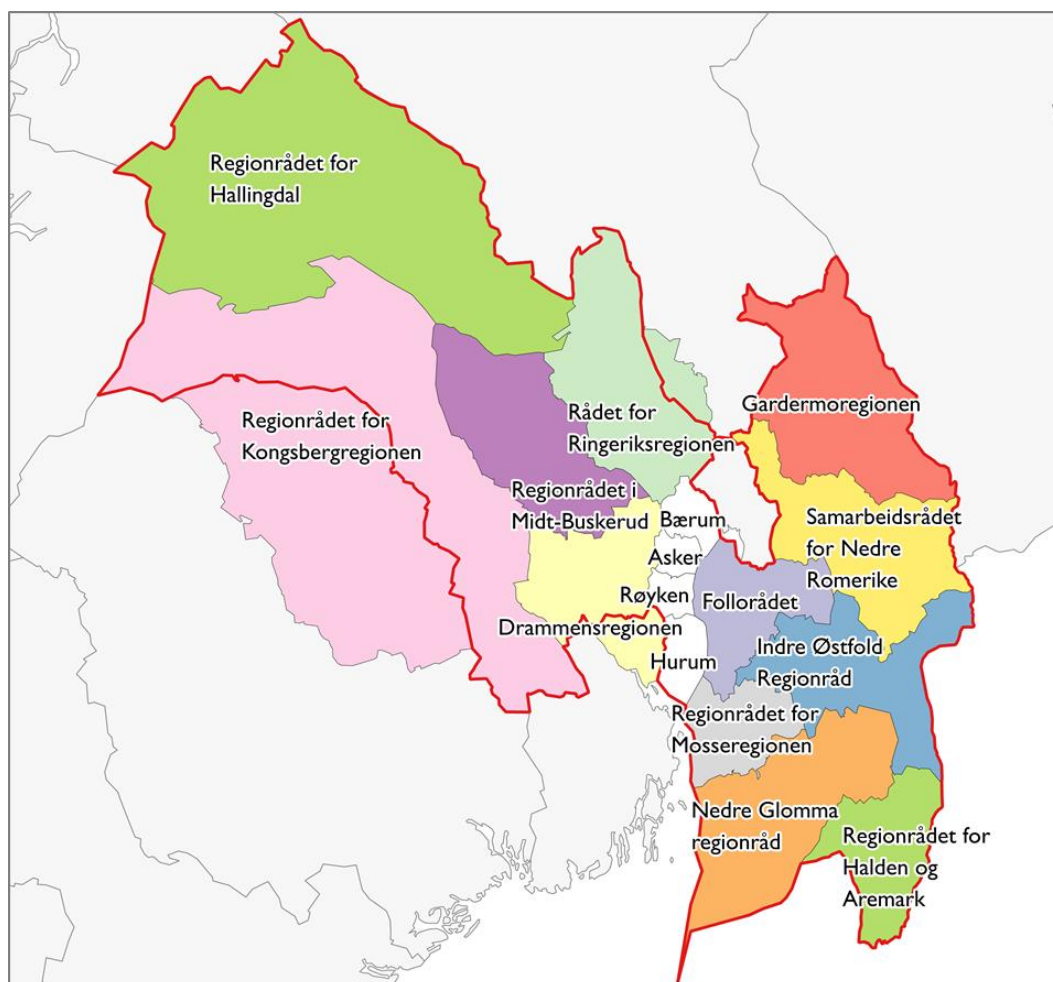 Regionrådet for
Hallingdal
Gardermoregionen
Regionrådet for
Kongsbergregionen
Rådet for
Ringeriksregionen
Regionrådet i
Midt-Buskerud
Bærum
Samarbeidsrådet
for Nedre
Romerike
Asker
Røyken
Follorådet
Drammensregionen
Hurum
Indre Østfold
Regionråd
Regionrådet for
Mosseregionen
Nedre Glomma
regionråd
Regionrådet for
Halden og
Aremark